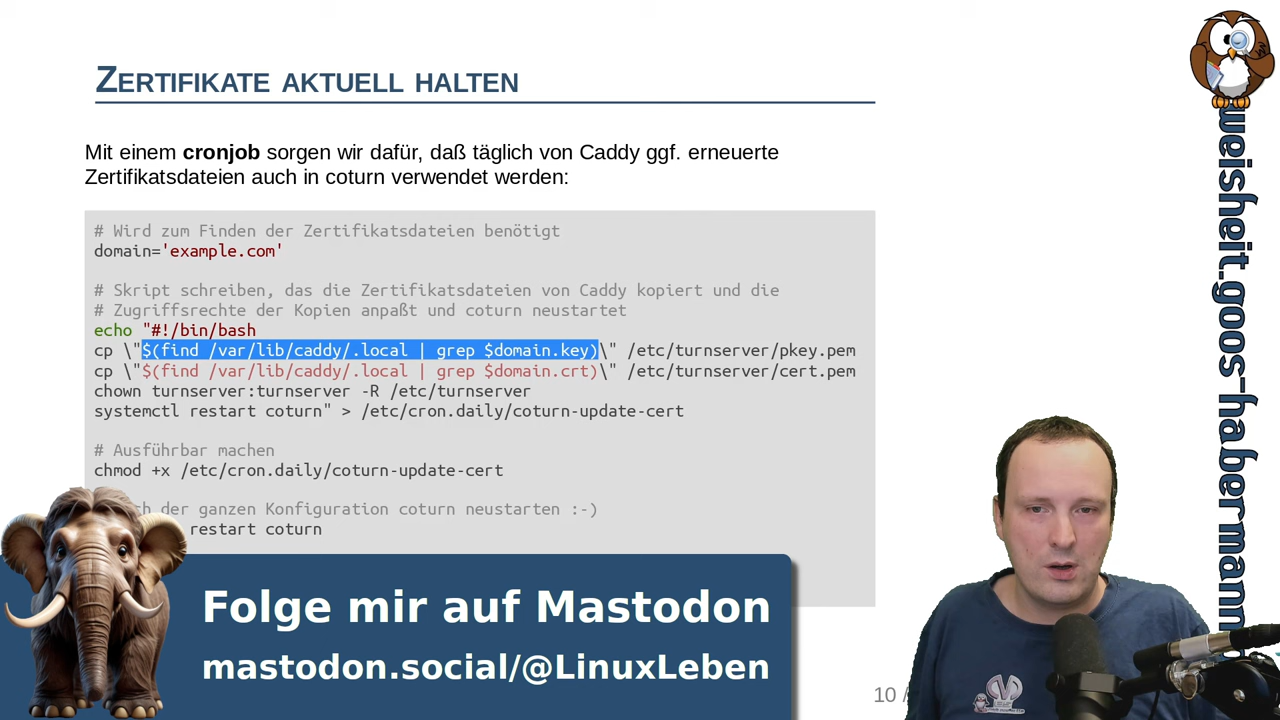 Zertifikate aktuell halten
Mit einem cronjob sorgen wir dafür, daß täglich von Caddy ggf. erneuerte
Zertifikatsdateien auch in coturn verwendet werden:
# Wird zum Finden der Zertifikatsdateien benötigt
domain='example.com'
# Skript schreiben, das die Zertifikatsdateien von Caddy kopiert und die
# Zugriffsrechte der Kopien anpaßt und coturn neustartet
echo "#!/bin/bash
cp \"$(find /var/lib/caddy/.local | grep $domain.key)\" /etc/turnserver/pkey.pem
cp \"$(find /var/lib/caddy/.local | grep $domain.crt)\" /etc/turnserver/cert.pem
chown turnserver:turnserver -R /etc/turnserver
systemctl restart coturn" > /etc/cron.daily/coturn-update-cert
# Ausführbar machen
chmod +x /etc/cron.daily/coturn-update-cert
der ganzen Konfiguration coturn neustarten :-)
restart coturn
Folge mir auf Mastodon
mastodon.social/@LinuxLeben
10 /
weisheit.goos-habermann